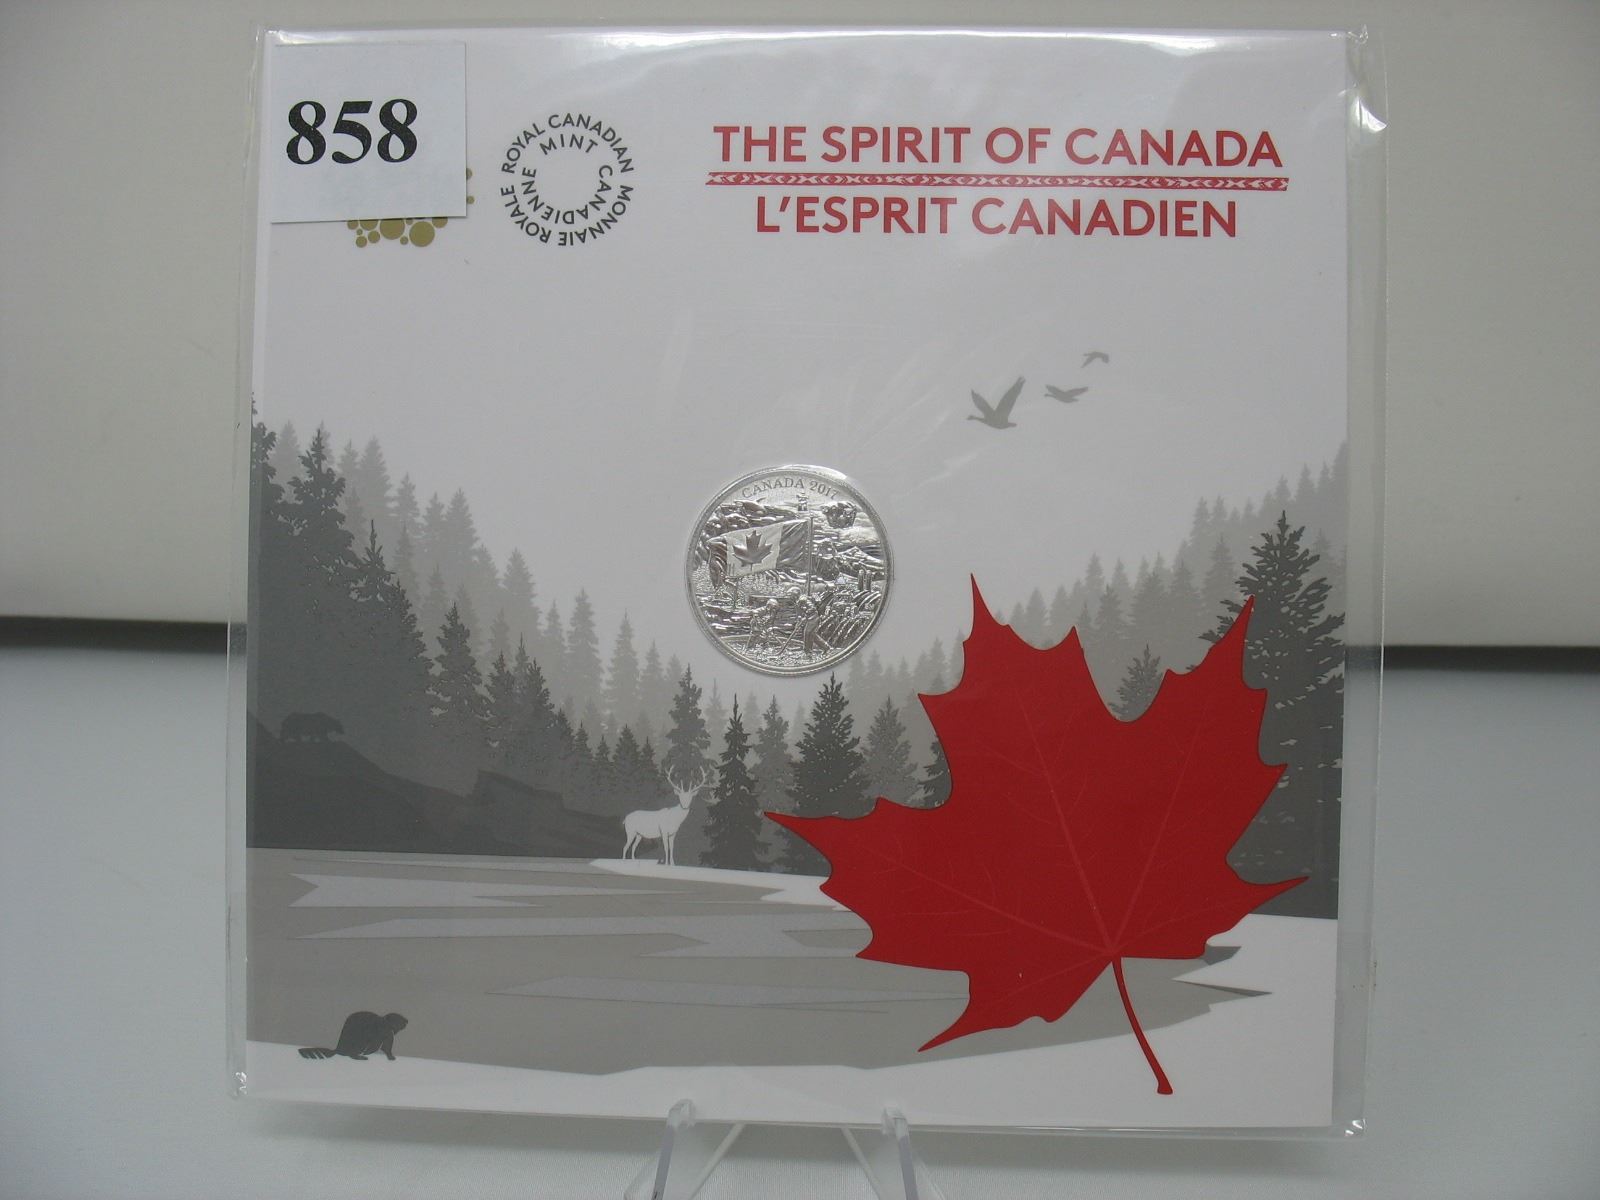 858
ROYAL CANADIAN MINT
MONNAIE ROYALE CANADIENNE
THE SPIRIT OF CANADA
L'ESPRIT CANADIEN
CANADA 2017